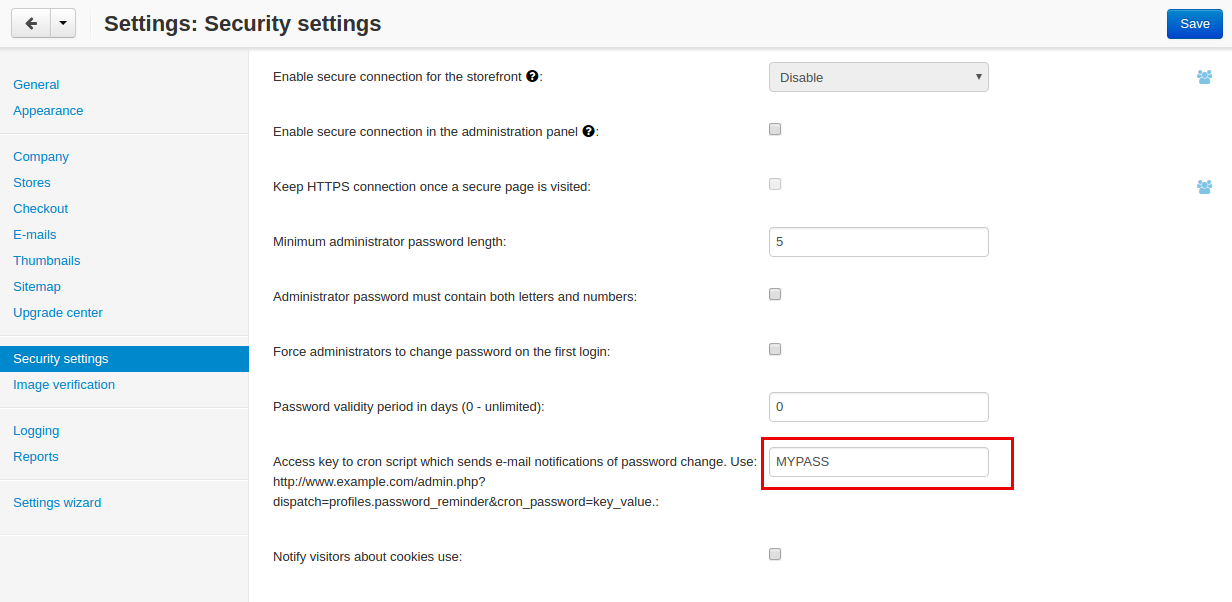 Settings: Security settings
Save
General
Appearance
Company
Stores
Checkout
E-mails
Thumbnails
Sitemap
Upgrade center
Security settings
Image verification
Logging
Reports
Settings wizard
Enable secure connection for the storefront ?:
Disable
Enable secure connection in the administration panel ?:
Keep HTTPS connection once a secure page is visited:
Minimum administrator password length:
5
Administrator password must contain both letters and numbers:
Force administrators to change password on the first login:
Password validity period in days (0 - unlimited):
0
Access key to cron script which sends e-mail notifications of password change. Use:
http://www.example.com/admin.php?
dispatch=profiles.password_reminder&cron_password=key_value.:
MYPASS
Notify visitors about cookies use: